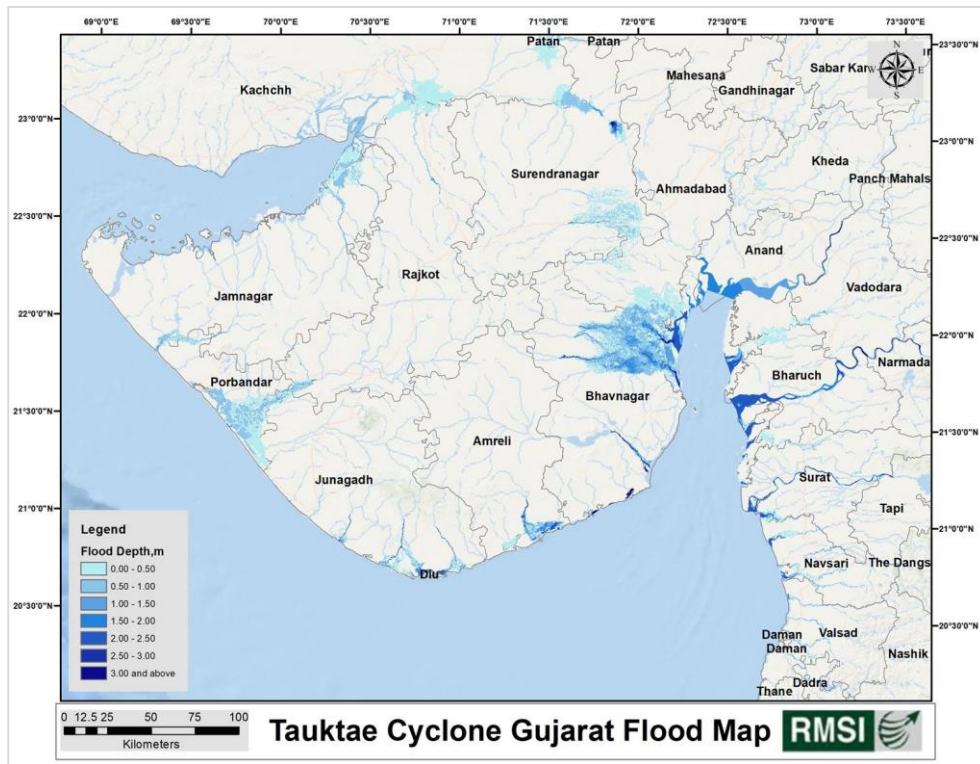 69°0'0"E 69°30'0"E 70°0'0"E 70°30'0"E 71°0'0"E 71°30'0"E 72°0'0"E 72°30'0"E 73°0'0"E 73°30'0"E
Patan Patan
N
W E
S
Sabar Kan
Mahesana
Gandhinagar
Kachchh
23°30'0"N
23°0'0"N
23°0'0"N
Kheda
Surendranagar
Ahmadabad
Panch Mahals
22°30'0"N
22°30'0"N
Anand
Rajkot
Jamnagar
Vadodara
22°0'0"N
22°0'0"N
Porbandar
Bharuch
Narmada
Bhavnagar
21°30'0"N
21°30'0"N
Amreli
Junagadh
Surat
Tapi
21°0'0"N
21°0'0"N
Navsari
The Dangs
Diu
20°30'0"N
20°30'0"N
Daman
Daman
Valsad
Nashik
Dadra
Thane
Legend
Flood Depth,m
0.00 - 0.50
0.50 - 1.00
1.00 - 1.50
1.50 - 2.00
2.00 - 2.50
2.50 - 3.00
3.00 and above
0 12.5 25 50 75 100
Kilometers
Tauktae Cyclone Gujarat Flood Map
RMSI